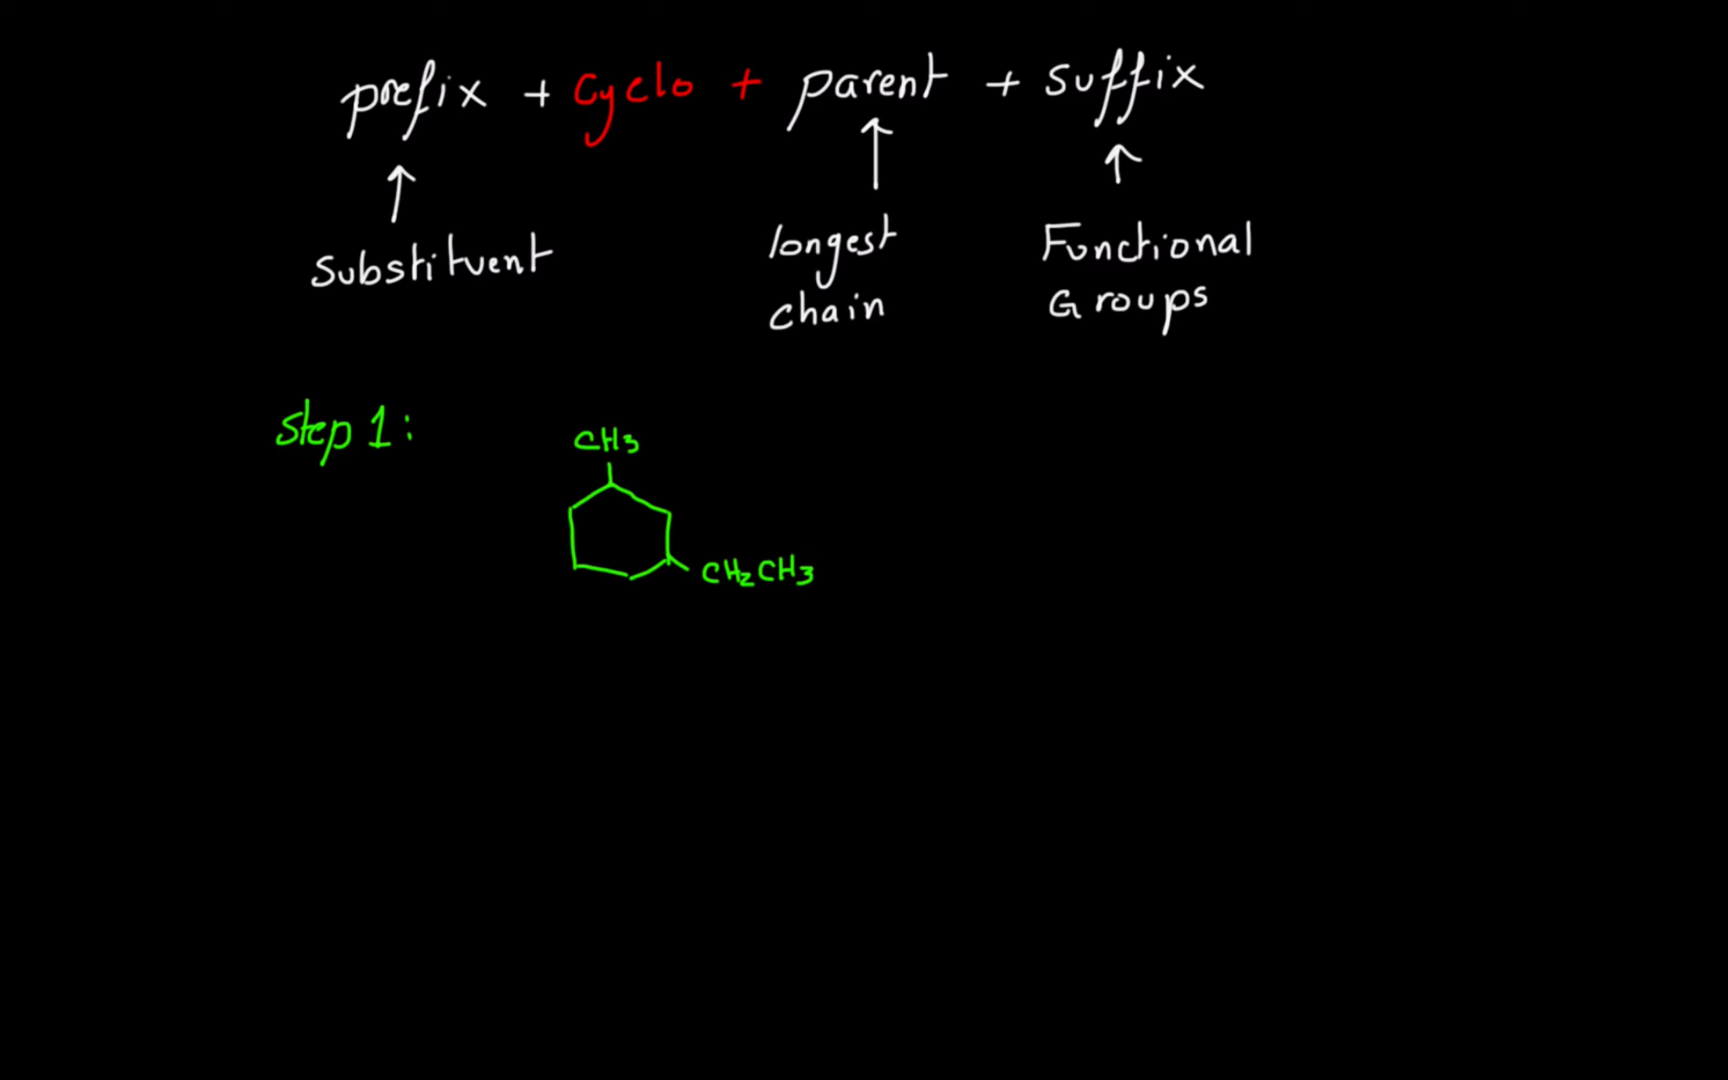 prefix + cyclo + parent + suffix
substituent
longest
chain
Functional
Groups
Step 1:
CH3
CH2CH3